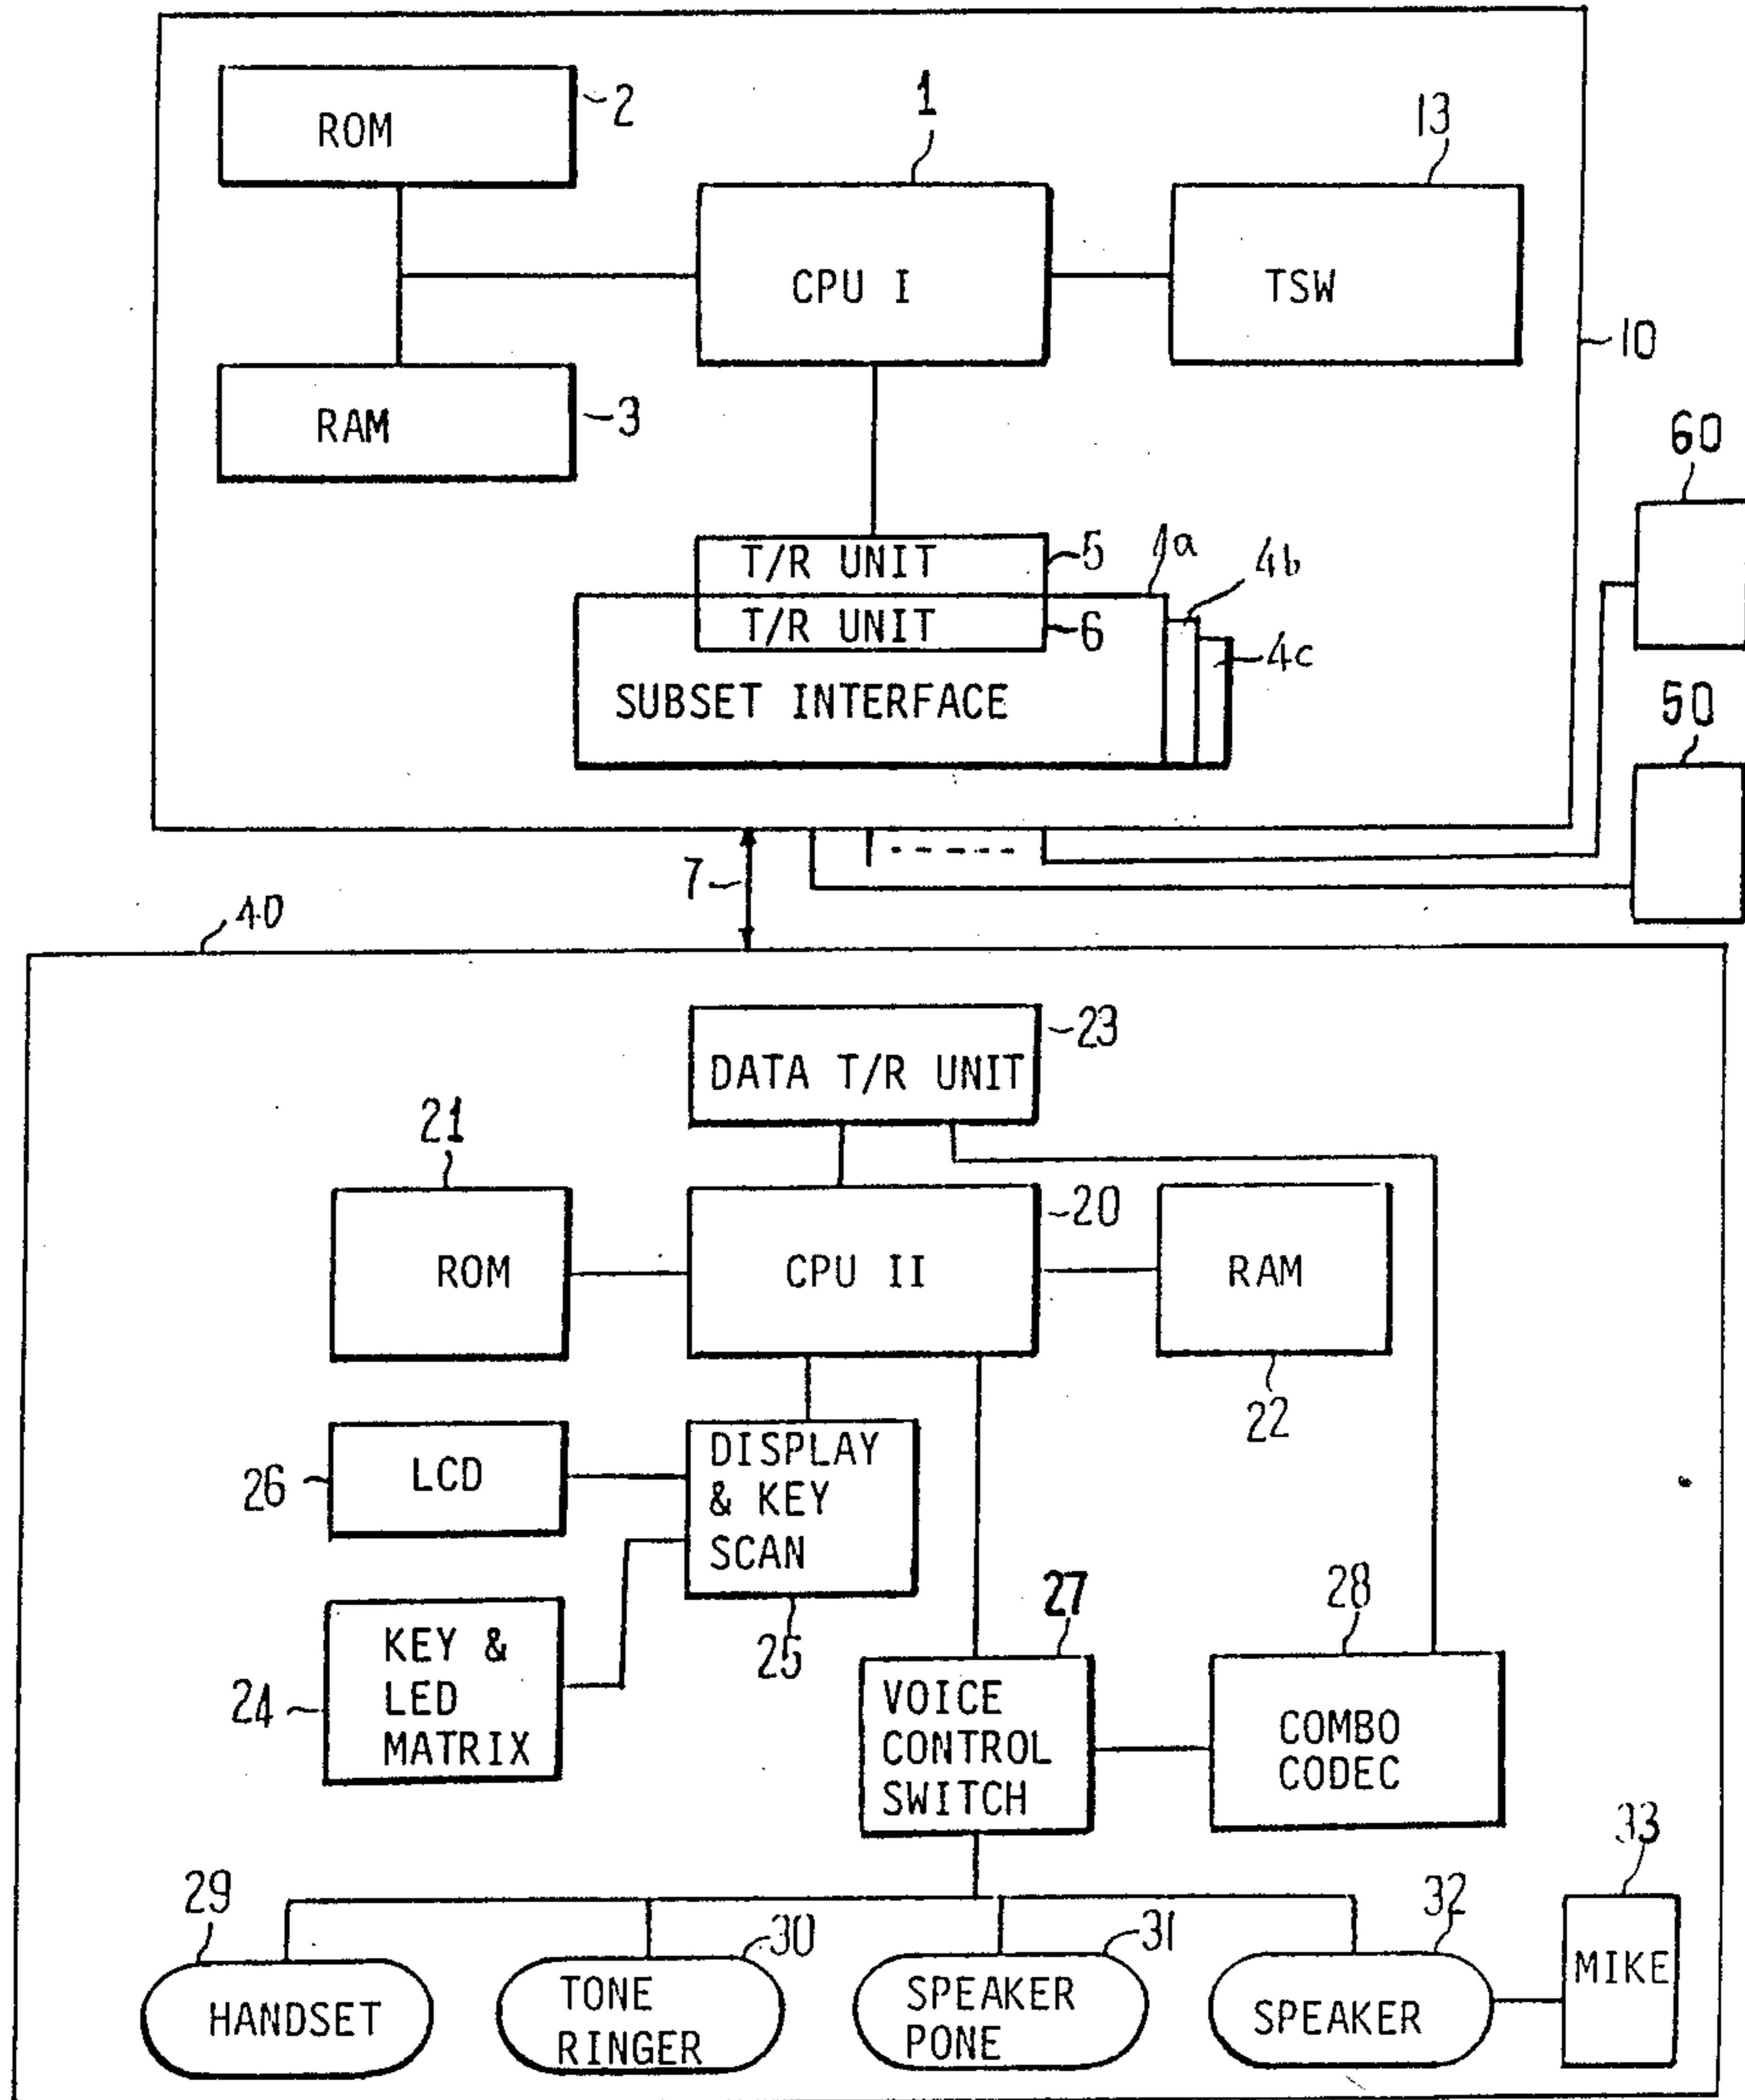 2
ROM
1
13
CPU I
TSW
10
RAM
3
60
T/R UNIT
5
4a
4b
T/R UNIT
6
4c
SUBSET INTERFACE
50
7
40
23
DATA T/R UNIT
21
20
ROM
CPU II
RAM
22
26
LCD
DISPLAY
& KEY
SCAN
25
27
28
24
KEY &
LED
MATRIX
VOICE
CONTROL
SWITCH
COMBO
CODEC
33
29
30
31
32
MIKE
HANDSET
TONE
RINGER
SPEAKER
PONE
SPEAKER